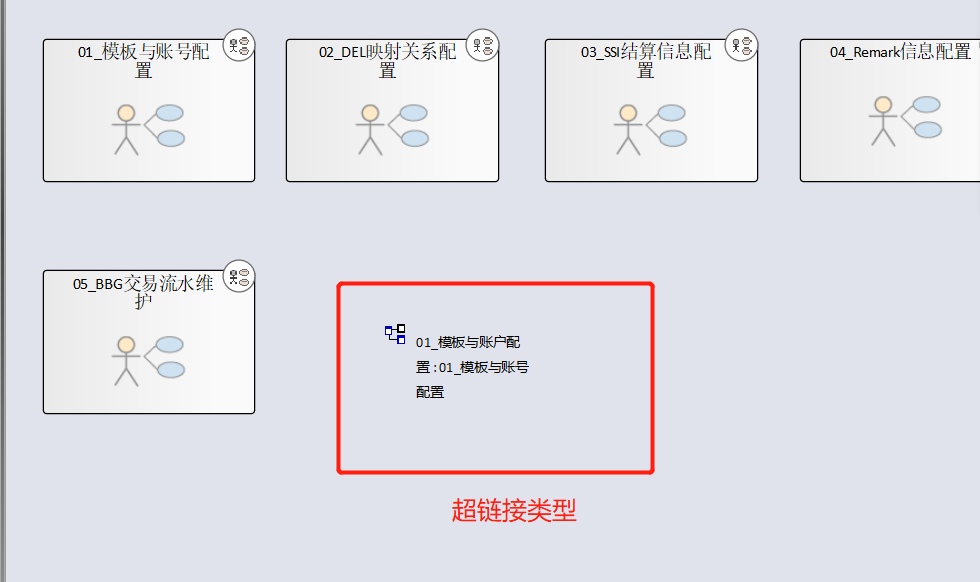 01_模板与账号配
置
02_DEL映射关系配
置
03_SSI结算信息配
置
04_Remark信息配置
05_BBG交易流水维
护
01_模板与账户配
置:01_模板与账号
配置
超链接类型